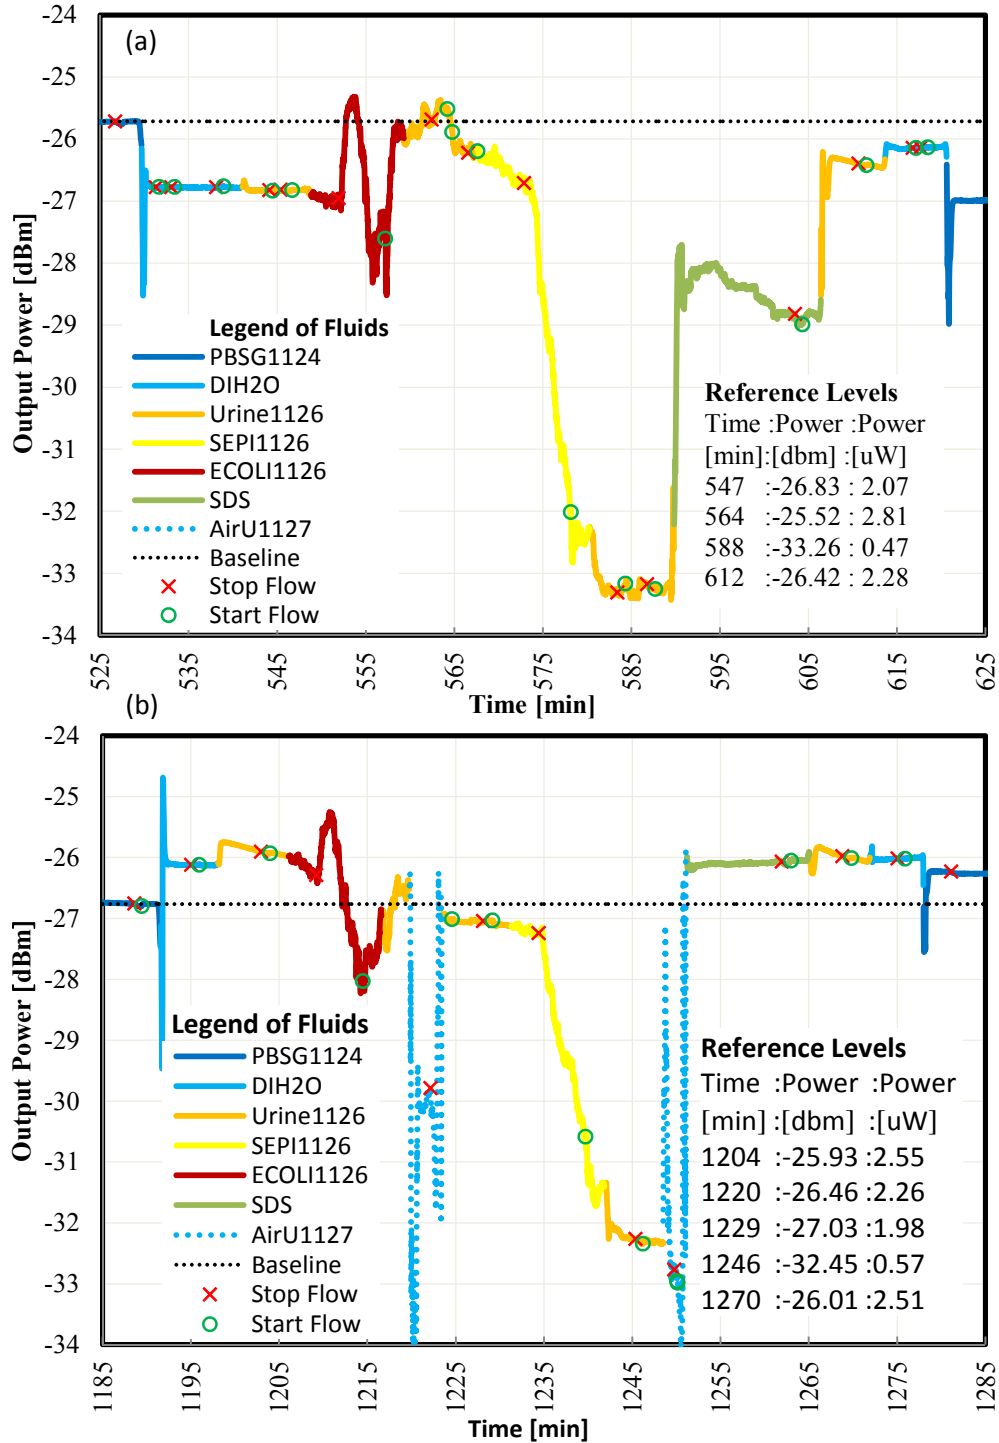 -24
(a)
-25
-26
-27
-28
-29
-30
-31
-32
-33
-34
Output Power [dBm]
Legend of Fluids
PBSG1124
DIH2O
Urine1126
SEPI1126
ECOLI1126
SDS
AirU1127
Baseline
Stop Flow
Start Flow
Reference Levels
Time :Power :Power
[min]:[dbm] :[uW]
547 :-26.83 : 2.07
564 :-25.52 : 2.81
588 :-33.26 : 0.47
612 :-26.42 : 2.28
525 535 545 555 565 575 585 595 605 615 625
Time [min]
(b)
-24
-25
-26
-27
-28
-29
-30
-31
-32
-33
-34
Output Power [dBm]
Legend of Fluids
PBSG1124
DIH2O
Urine1126
SEPI1126
ECOLI1126
SDS
AirU1127
Baseline
Stop Flow
Start Flow
Reference Levels
Time :Power :Power
[min] :[dbm] :[uW]
1204 :-25.93 :2.55
1220 :-26.46 :2.26
1229 :-27.03 :1.98
1246 :-32.45 :0.57
1270 :-26.01 :2.51
1185 1195 1205 1215 1225 1235 1245 1255 1265 1275 1285
Time [min]